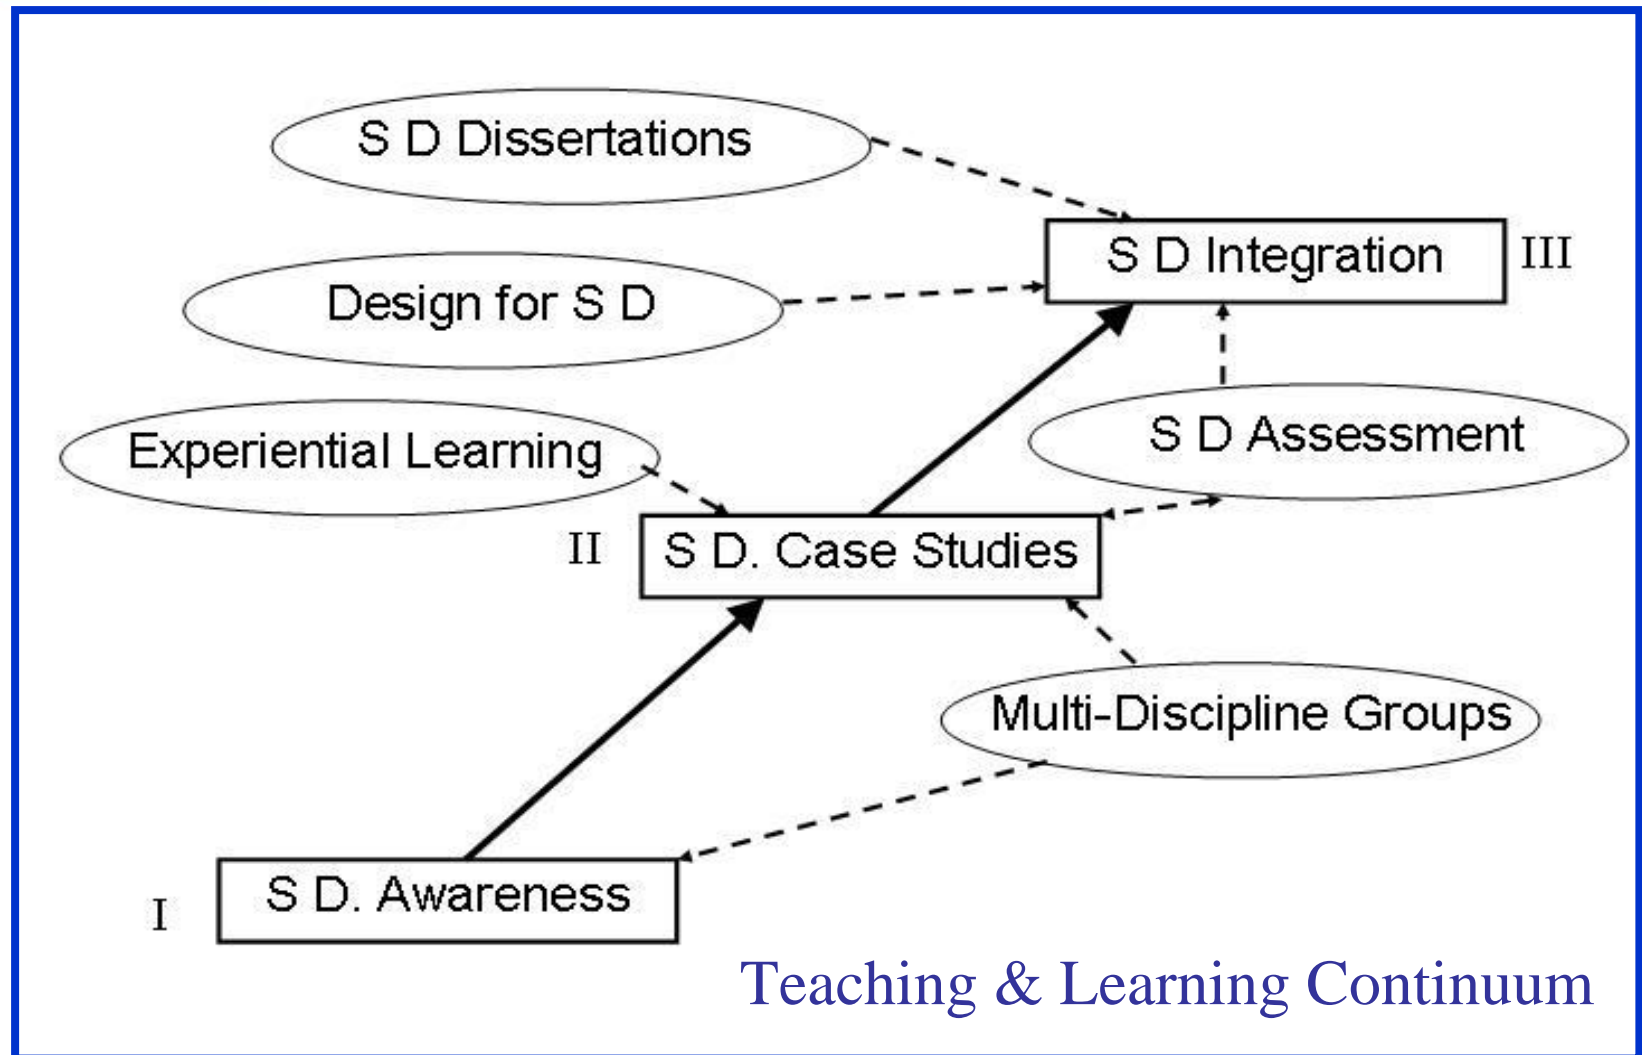 S D Dissertations
S D Integration
III
Design for S D
Experiential Learning
S D Assessment
II
S D. Case Studies
Multi-Discipline Groups
S D. Awareness
I
Teaching & Learning Continuum